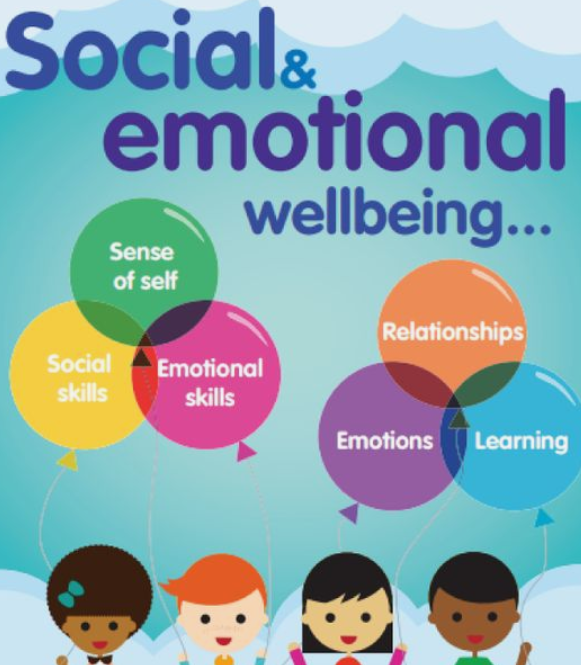 Social &
emotional
wellbeing...
Sense
of self
Social
skills
Emotional
skills
Relationships
Emotions
Learning